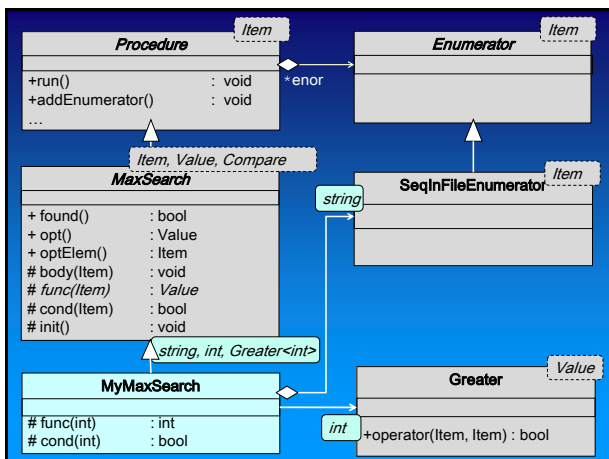 Item
Procedure
+run() : void
+addEnumerator() : void
…
*enor
Item
Enumerator
Item, Value, Compare
MaxSearch
+ found() : bool
+ opt() : Value
+ optElem() : Item
# body(Item) : void
# func(Item) : Value
# cond(Item) : bool
# init() : void
string
Item
SeqInFileEnumerator
string, int, Greater<int>
MyMaxSearch
# func(int) : int
# cond(int) : bool
int
Value
Greater
+operator(Item, Item) : bool